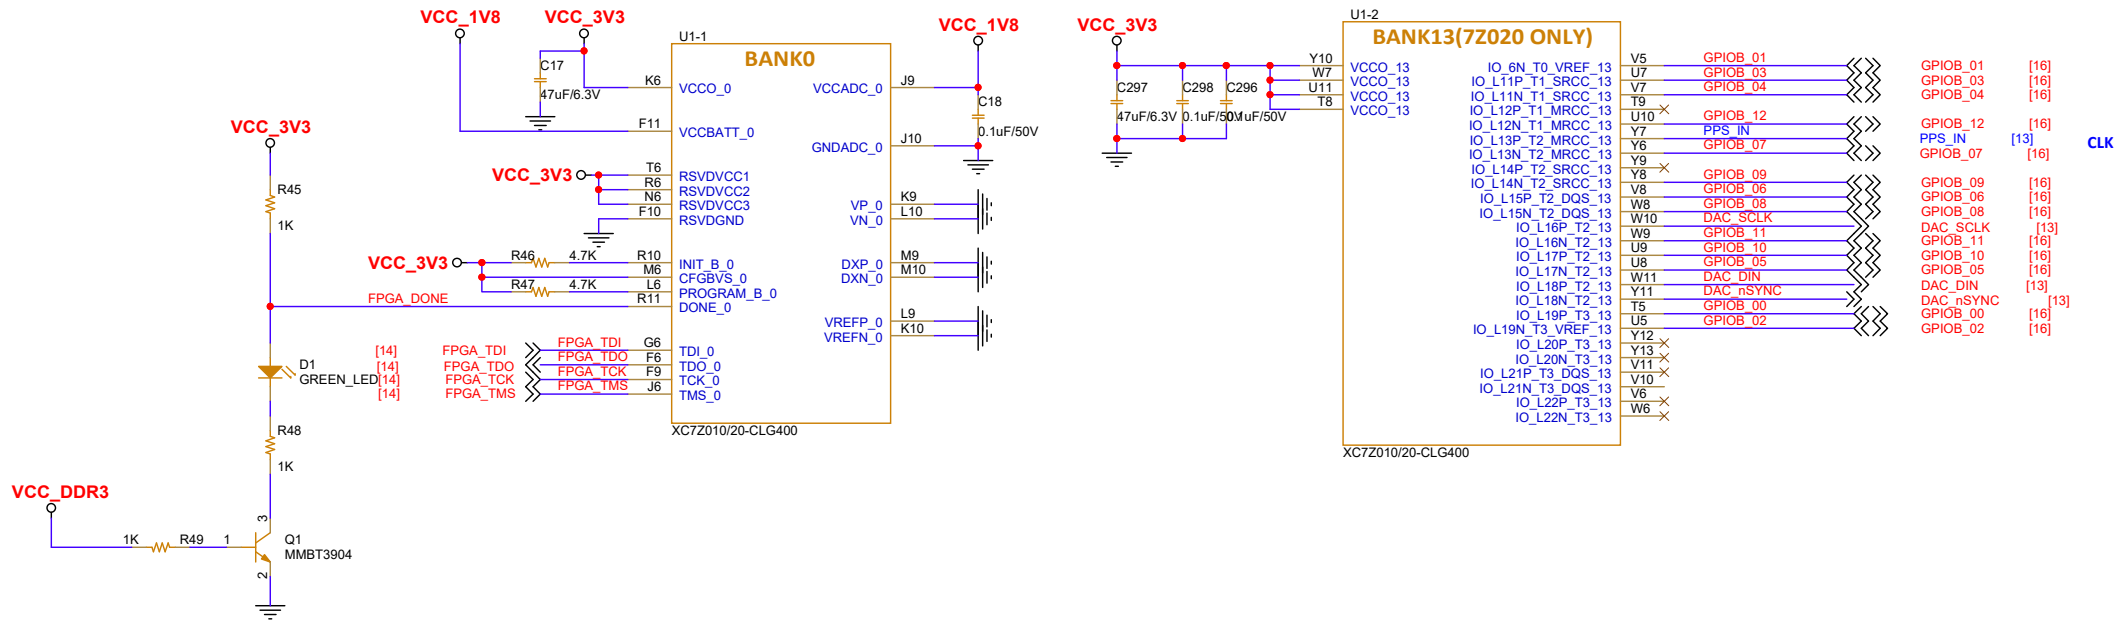 VCC_1V8
VCC_3V3
C17
47uF/6.3V
VCC_3V3
R45
1K
VCC_3V3
VCC_3V3
R46 4.7K
R47 4.7K
FPGA_DONE
[14] FPGA_TDI FPGA_TDI
[14] FPGA_TDO FPGA_TDO
[14] FPGA_TCK FPGA_TCK
[14] FPGA_TMS FPGA_TMS
D1
GREEN_LED
R48
1K
VCC_DDR3
1K R49 1
3
Q1
MMBT3904
2
U1-1
BANK0
K6 VCCO_0
F11 VCCBATT_0
T6 RSVDVCC1
R6 RSVDVCC2
N6 RSVDVCC3
F10 RSVDGND
R10 INIT_B_0
M6 CFGBVS_0
L6 PROGRAM_B_0
R11 DONE_0
G6 TDI_0
F6 TDO_0
F9 TCK_0
J6 TMS_0
VCCADC_0 J9
GNDADC_0 J10
VP_0 K9
VN_0 L10
DXP_0 M9
DXN_0 M10
VREFP_0 L9
VREFN_0 K10
XC7Z010/20-CLG400
VCC_1V8
C18
0.1uF/50V
VCC_3V3
C297
47uF/6.3V
C298
0.1uF/50V
C296
0.1uF/50V
U1-2
BANK13(7Z020 ONLY)
Y10 VCCO_13
W7 VCCO_13
U11 VCCO_13
T8 VCCO_13
IO_6N_T0_VREF_13 V5 GPIOB_01 GPIOB_01 [16]
IO_L11P_T1_SRCC_13 U7 GPIOB_03 GPIOB_03 [16]
IO_L11N_T1_SRCC_13 V7 GPIOB_04 GPIOB_04 [16]
IO_L12P_T1_MRCC_13 T9
IO_L12N_T1_MRCC_13 U10 GPIOB_12 GPIOB_12 [16]
IO_L13P_T2_MRCC_13 Y7 PPS_IN PPS_IN [13] CLK
IO_L13N_T2_MRCC_13 Y6 GPIOB_07 GPIOB_07 [16]
IO_L14P_T2_SRCC_13 Y9
IO_L14N_T2_SRCC_13 Y8 GPIOB_09 GPIOB_09 [16]
IO_L15P_T2_DQS_13 V8 GPIOB_06 GPIOB_06 [16]
IO_L15N_T2_DQS_13 W8 GPIOB_08 GPIOB_08 [16]
IO_L16P_T2_13 W10 DAC_SCLK DAC_SCLK [13]
IO_L16N_T2_13 W9 GPIOB_11 GPIOB_11 [16]
IO_L17P_T2_13 U9 GPIOB_10 GPIOB_10 [16]
IO_L17N_T2_13 U8 GPIOB_05 GPIOB_05 [16]
IO_L18P_T2_13 W11 DAC_DIN DAC_DIN [13]
IO_L18N_T2_13 Y11 DAC_nSYNC DAC_nSYNC [13]
IO_L19P_T3_13 T5 GPIOB_00 GPIOB_00 [16]
IO_L19N_T3_VREF_13 U5 GPIOB_02 GPIOB_02 [16]
IO_L20P_T3_13 Y12
IO_L20N_T3_13 Y13
IO_L21P_T3_DQS_13 V11
IO_L21N_T3_DQS_13 V10
IO_L22P_T3_13 V6
IO_L22N_T3_13 W6
XC7Z010/20-CLG400